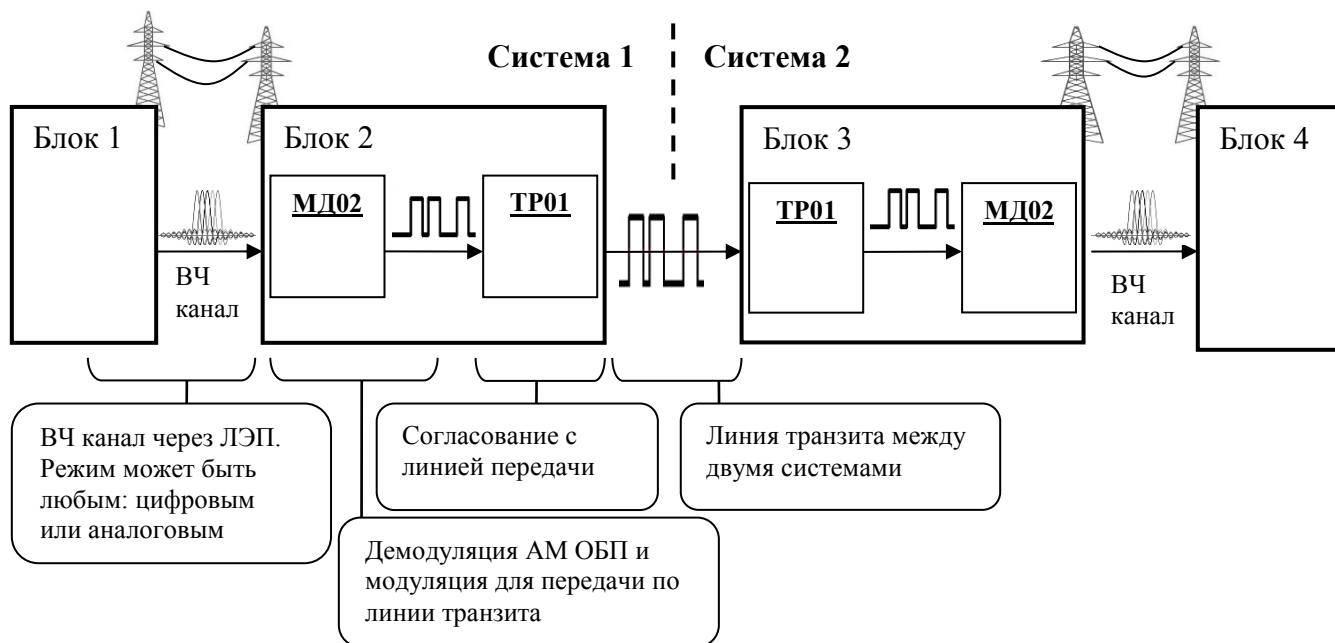 Система 1
Система 2
Блок 1
Блок 2
Блок 3
Блок 4
МД02
ТР01
ТР01
МД02
ВЧ
канал
ВЧ
канал
ВЧ канал через ЛЭП.
Режим может быть
любым: цифровым
или аналоговым
Согласование с
линией передачи
Линия транзита между
двумя системами
Демодуляция АМ ОБП и
модуляция для передачи по
линии транзита